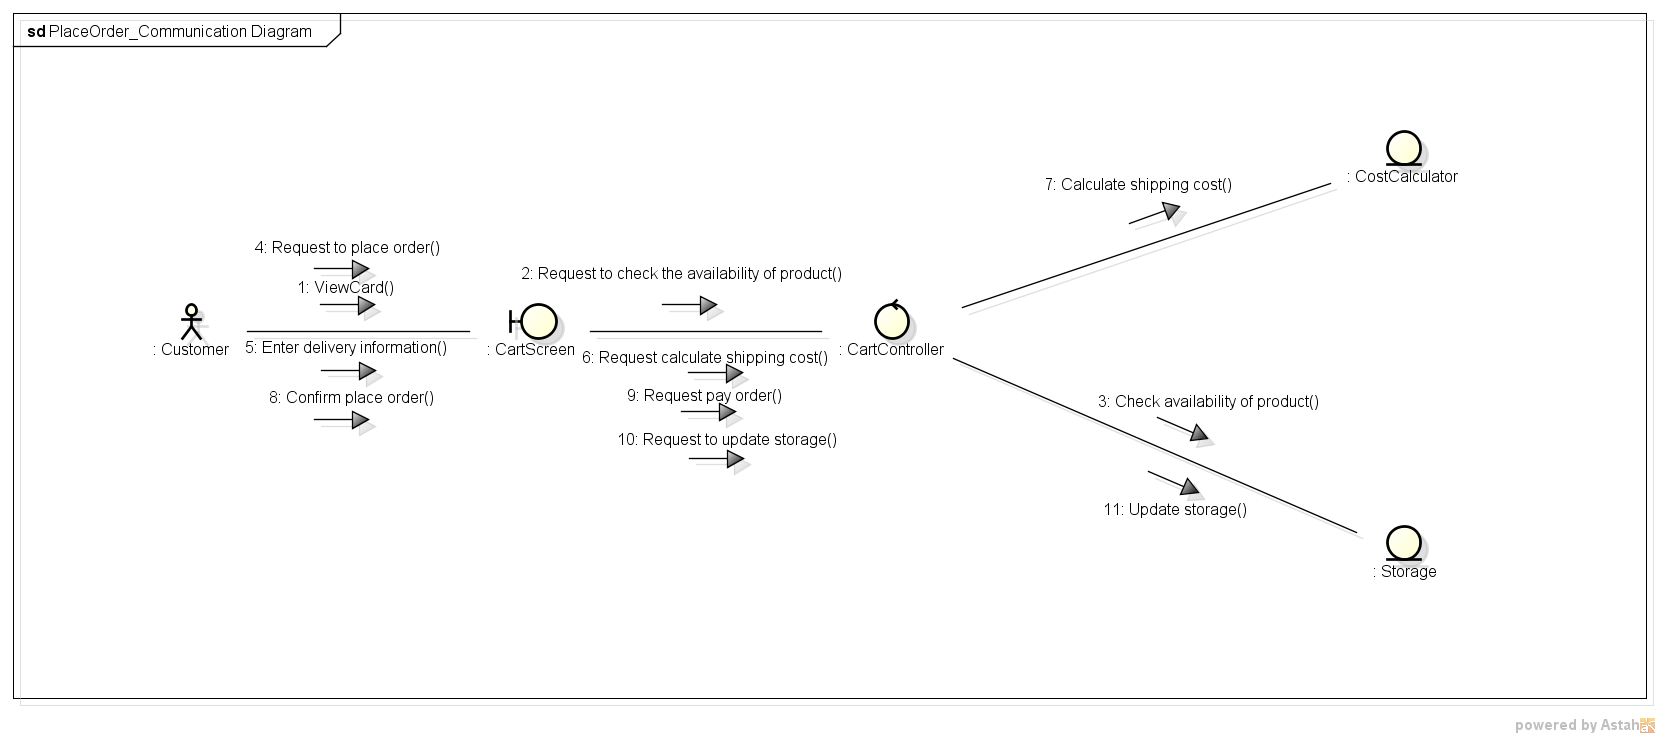 sd PlaceOrder_Communication Diagram
: CostCalculator
7: Calculate shipping cost()
4: Request to place order()
1: ViewCard()
2: Request to check the availability of product()
: Customer
5: Enter delivery information()
: CartScreen
6: Request calculate shipping cost()
: CartController
8: Confirm place order()
9: Request pay order()
3: Check availability of product()
10: Request to update storage()
11: Update storage()
: Storage
powered by Astah